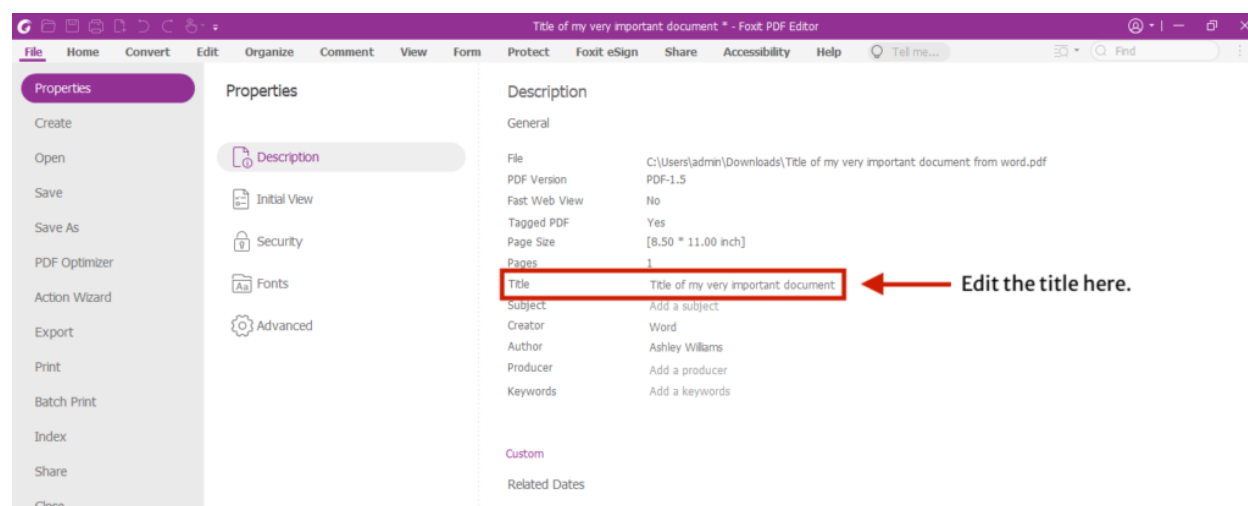 Title of my very important document * - Foxit PDF Editor
File Home Convert Edit Organize Comment View Form Protect Foxit eSign Share Accessibility Help Tell me... Find
Properties
Create
Open
Save
Save As
PDF Optimizer
Action Wizard
Export
Print
Batch Print
Index
Share
Close
Properties
Description
Initial View
Security
Fonts
Advanced
Description
General
File C:\Users\admin\Downloads\Title of my very important document from word.pdf
PDF Version PDF-1.5
Fast Web View No
Tagged PDF Yes
Page Size [8.50 * 11.00 inch]
Pages 1
Title Title of my very important document
Edit the title here.
Subject Add a subject
Creator Word
Author Ashley Williams
Producer Add a producer
Keywords Add a keywords
Custom
Related Dates